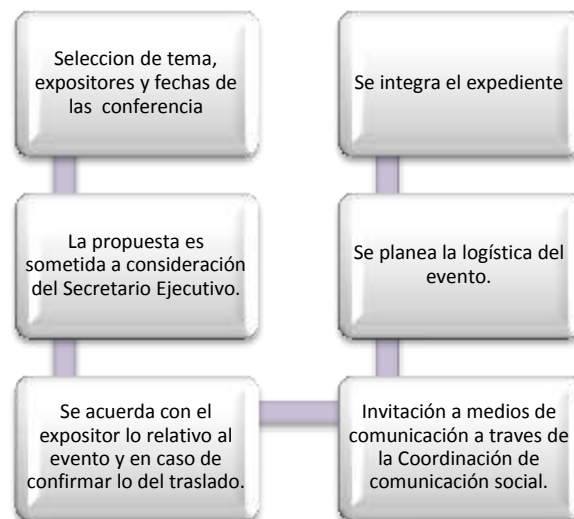 Seleccion de tema,
expositores y fechas de
las conferencia
La propuesta es
sometida a consideración
del Secretario Ejecutivo.
Se acuerda con el
expositor lo relativo al
evento y en caso de
confirmar lo del traslado.
Invitación a medios de
comunicación a traves de
la Coordinación de
comunicación social.
Se planea la logística del
evento.
Se integra el expediente